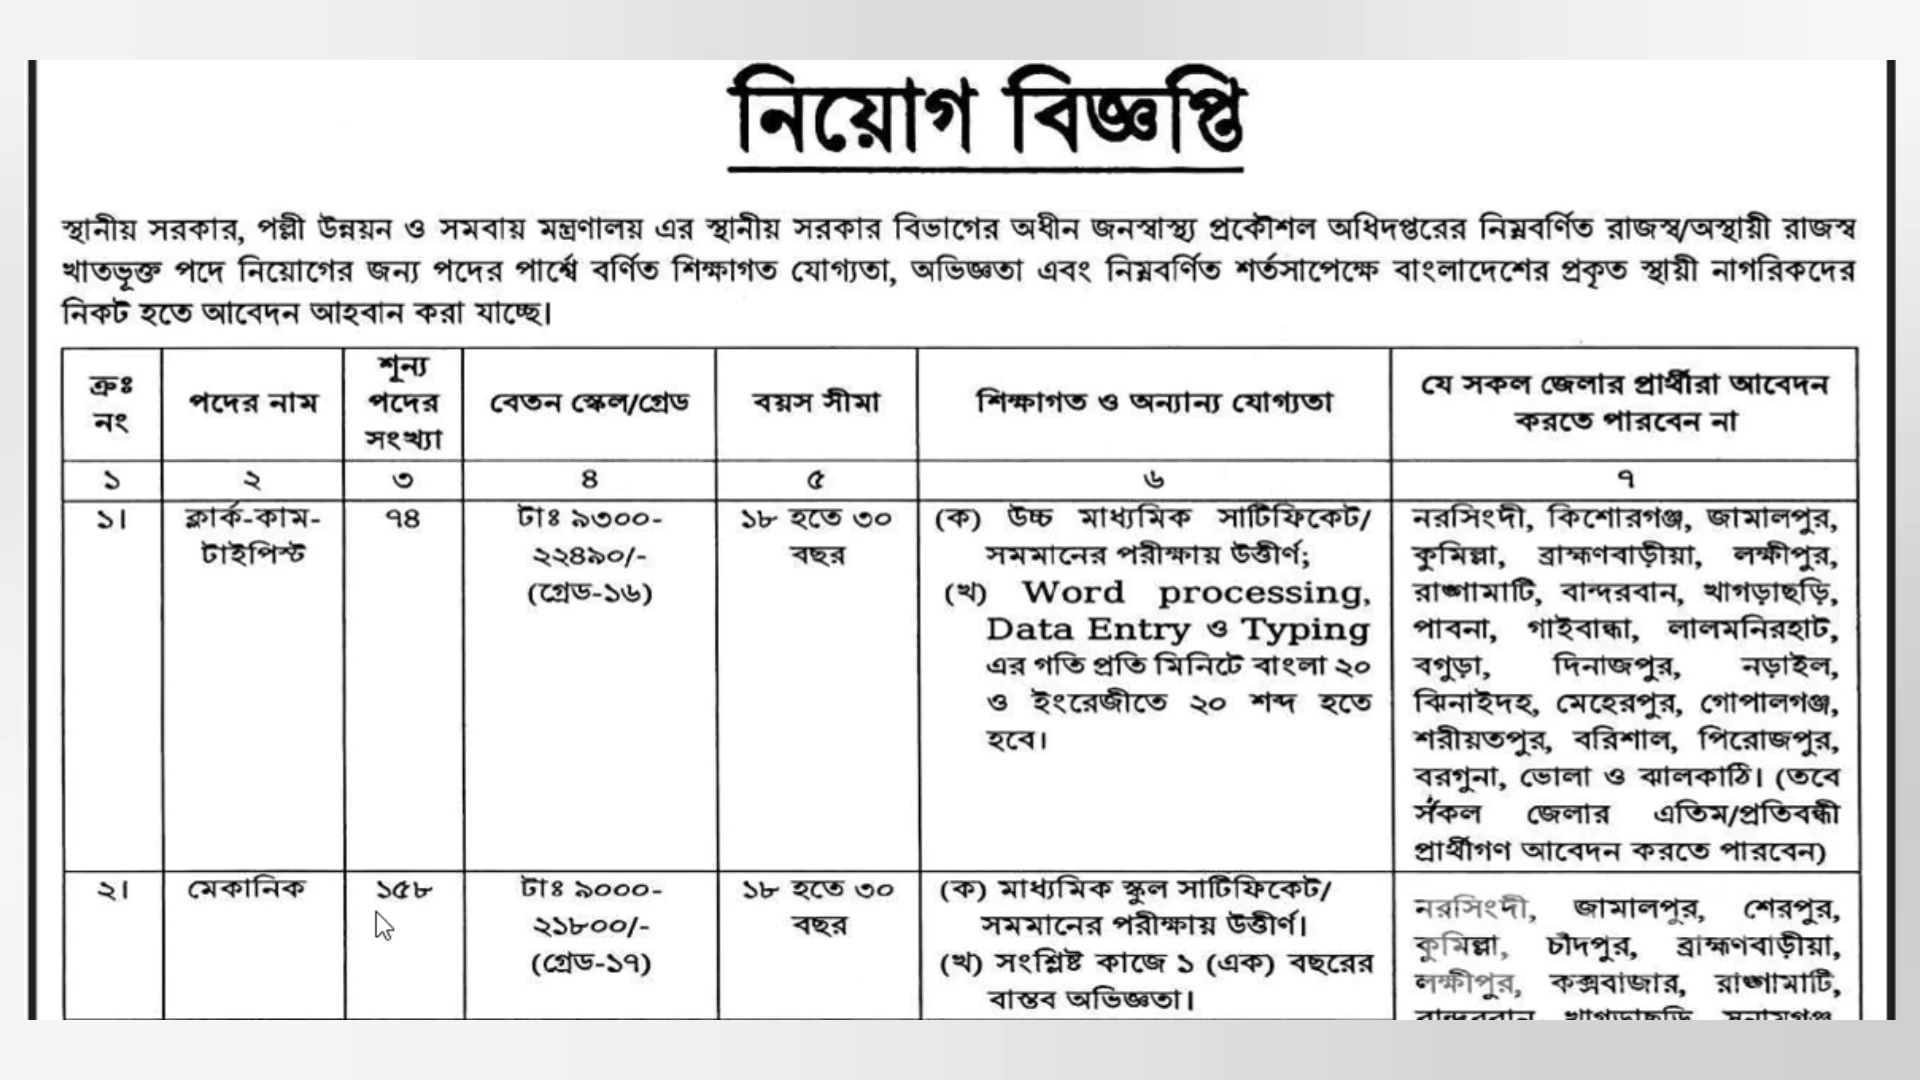 নিয়োগ বিজ্ঞপ্তি
স্থানীয় সরকার, পল্লী উন্নয়ন ও সমবায় মন্ত্রণালয় এর স্থানীয় সরকার বিভাগের অধীন জনস্বাস্থ্য প্রকৌশল অধিদপ্তরের নিম্নবর্ণিত রাজস্ব/অস্থায়ী রাজস্ব
খাতভূক্ত পদে নিয়োগের জন্য পদের পার্শ্বে বর্ণিত শিক্ষাগত যোগ্যতা, অভিজ্ঞতা এবং নিম্নবর্ণিত শর্তসাপেক্ষে বাংলাদেশের প্রকৃত স্থায়ী নাগরিকদের
নিকট হতে আবেদন আহবান করা যাচ্ছে।
ক্রঃ
নং
পদের নাম
শূন্য
পদের
সংখ্যা
বেতন স্কেল/গ্রেড
বয়স সীমা
শিক্ষাগত ও অন্যান্য যোগ্যতা
যে সকল জেলার প্রার্থীরা আবেদন
করতে পারবেন না
১ ২ ৩ ৪ ৫ ৬ ৭
১।
ক্লার্ক-কাম-
টাইপিস্ট
৭৪
টাঃ ৯৩০০-
২২৪৯০/-
(গ্রেড-১৬)
১৮ হতে ৩০
বছর
(ক) উচ্চ মাধ্যমিক সার্টিফিকেট/
সমমানের পরীক্ষায় উত্তীর্ণ;
(খ) Word processing,
Data Entry ও Typing
এর গতি প্রতি মিনিটে বাংলা ২০
ও ইংরেজীতে ২০ শব্দ হতে
হবে।
নরসিংদী, কিশোরগঞ্জ, জামালপুর,
কুমিল্লা, ব্রাহ্মণবাড়ীয়া, লক্ষীপুর,
রাঙ্গামাটি, বান্দরবান, খাগড়াছড়ি,
পাবনা, গাইবান্ধা, লালমনিরহাট,
বগুড়া, দিনাজপুর, নড়াইল,
ঝিনাইদহ, মেহেরপুর, গোপালগঞ্জ,
শরীয়তপুর, বরিশাল, পিরোজপুর,
বরগুনা, ভোলা ও ঝালকাঠি। (তবে
সকল জেলার এতিম/প্রতিবন্ধী
প্রার্থীগণ আবেদন করতে পারবেন)
২।
মেকানিক
১৫৮
টাঃ ৯০০০-
২১৮০০/-
(গ্রেড-১৭)
১৮ হতে ৩০
বছর
(ক) মাধ্যমিক স্কুল সার্টিফিকেট/
সমমানের পরীক্ষায় উত্তীর্ণ।
(খ) সংশ্লিষ্ট কাজে ১ (এক) বছরের
বাস্তব অভিজ্ঞতা।
নরসিংদী, জামালপুর, শেরপুর,
কুমিল্লা, চাঁদপুর, ব্রাহ্মণবাড়ীয়া,
লক্ষীপুর, কক্সবাজার, রাঙ্গামাটি,
বান্দরবান, খাগড়াছড়ি, সুনামগঞ্জ,